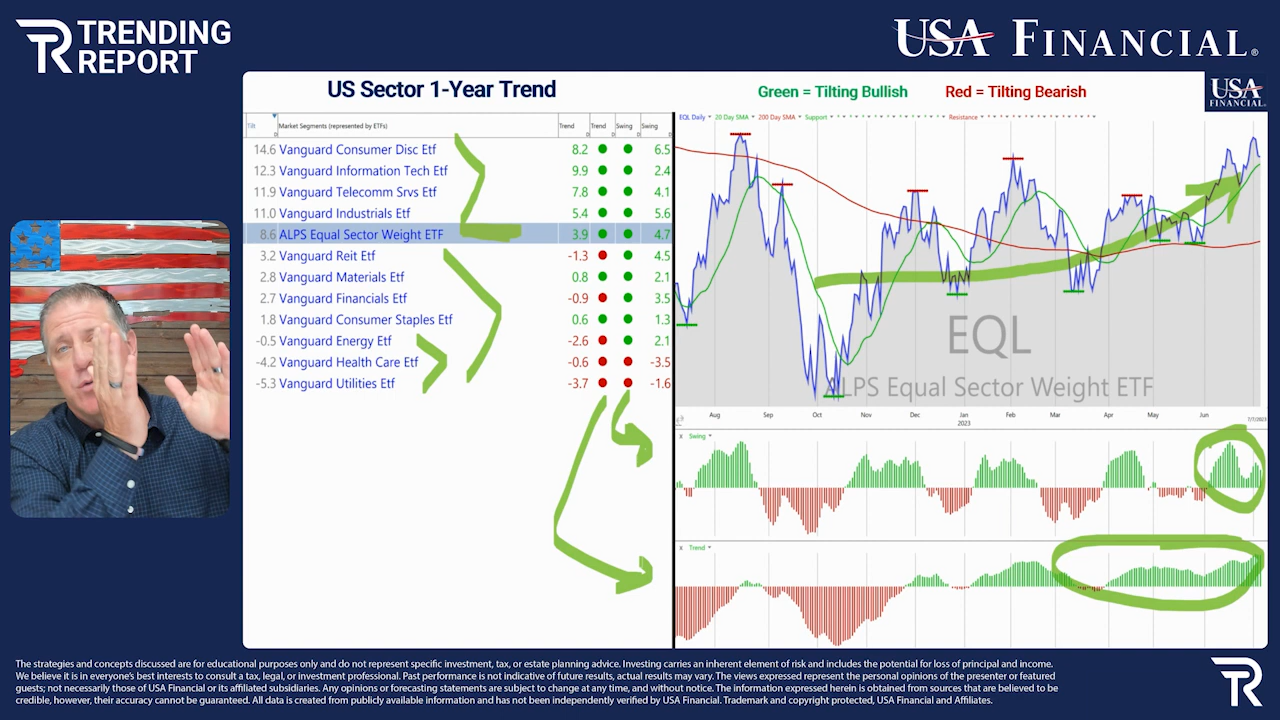 TRENDING
REPORT
USA FINANCIAL®
US Sector 1-Year Trend
Green = Tilting Bullish Red = Tilting Bearish
USA
FINANCIAL®
Tilt Market Segments (represented by ETFs) Trend Trend Swing Swing
14.6 Vanguard Consumer Disc Etf 8.2 6.5
12.3 Vanguard Information Tech Etf 9.9 2.4
11.9 Vanguard Telecomm Srvs Etf 7.8 4.1
11.0 Vanguard Industrials Etf 5.4 5.6
8.6 ALPS Equal Sector Weight ETF 3.9 4.7
3.2 Vanguard Reit Etf -1.3 4.5
2.8 Vanguard Materials Etf 0.8 2.1
2.7 Vanguard Financials Etf -0.9 3.5
1.8 Vanguard Consumer Staples Etf 0.6 1.3
-0.5 Vanguard Energy Etf -2.6 2.1
-4.2 Vanguard Health Care Etf -0.6 -3.5
-5.3 Vanguard Utilities Etf -3.7 -1.6
EQL Daily 20 Day SMA 200 Day SMA Support Resistance
EQL
ALPS Equal Sector Weight ETF
Aug Sep Oct Nov Dec Jan Feb Mar Apr May Jun
2023 7/7/2023
X Swing
X Trend
The strategies and concepts discussed are for educational purposes only and do not represent specific investment, tax, or estate planning advice. Investing carries an inherent element of risk and includes the potential for loss of principal and income.
We believe it is in everyone's best interests to consult a tax, legal, or investment professional. Past performance is not indicative of future results, actual results may vary. The views expressed represent the personal opinions of the presenter or featured
guests; not necessarily those of USA Financial or its affiliated subsidiaries. Any opinions or forecasting statements are subject to change at any time, and without notice. The information expressed herein is obtained from sources that are believed to be
credible, however, their accuracy cannot be guaranteed. All data is created from publicly available information and has not been independently verified by USA Financial. Trademark and copyright protected, USA Financial and Affiliates.